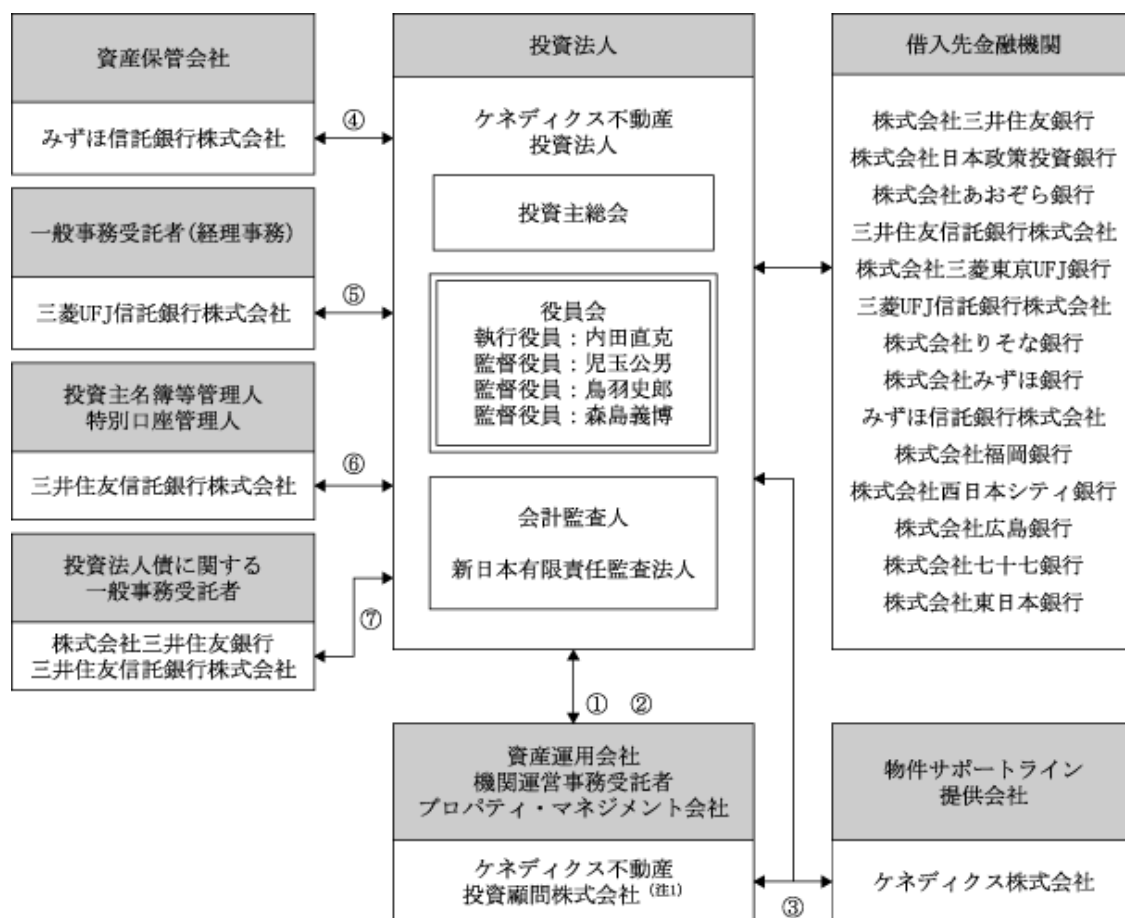 資産保管会社
みずほ信託銀行株式会社
④
一般事務受託者(経理事務)
三菱UFJ信託銀行株式会社
⑤
投資主名簿等管理人
特別口座管理人
三井住友信託銀行株式会社
⑥
投資法人債に関する
一般事務受託者
株式会社三井住友銀行
三井住友信託銀行株式会社
⑦
投資法人
ケネディクス不動産
投資法人
投資主総会
役員会
執行役員：内田直克
監督役員：児玉公男
監督役員：鳥羽史郎
監督役員：森島義博
会計監査人
新日本有限責任監査法人
① ②
資産運用会社
機関運営事務受託者
プロパティ・マネジメント会社
ケネディクス不動産
投資顧問株式会社(注1)
③
借入先金融機関
株式会社三井住友銀行
株式会社日本政策投資銀行
株式会社あおぞら銀行
三井住友信託銀行株式会社
株式会社三菱東京UFJ銀行
三菱UFJ信託銀行株式会社
株式会社りそな銀行
株式会社みずほ銀行
みずほ信託銀行株式会社
株式会社福岡銀行
株式会社西日本シティ銀行
株式会社広島銀行
株式会社七十七銀行
株式会社東日本銀行
物件サポートライン
提供会社
ケネディクス株式会社